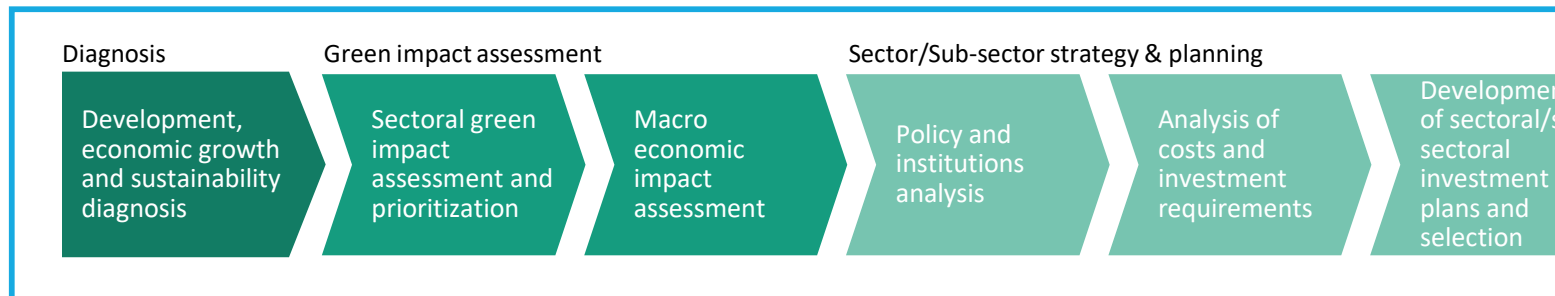 Diagnosis
Green impact assessment
Sector/Sub-sector strategy & planning
Development,
economic growth
and sustainability
diagnosis
Sectoral green
impact
assessment and
prioritization
Macro
economic
impact
assessment
Policy and
institutions
analysis
Analysis of
costs and
investment
requirements
of sectoral/
sectoral
investment
plans and
selection